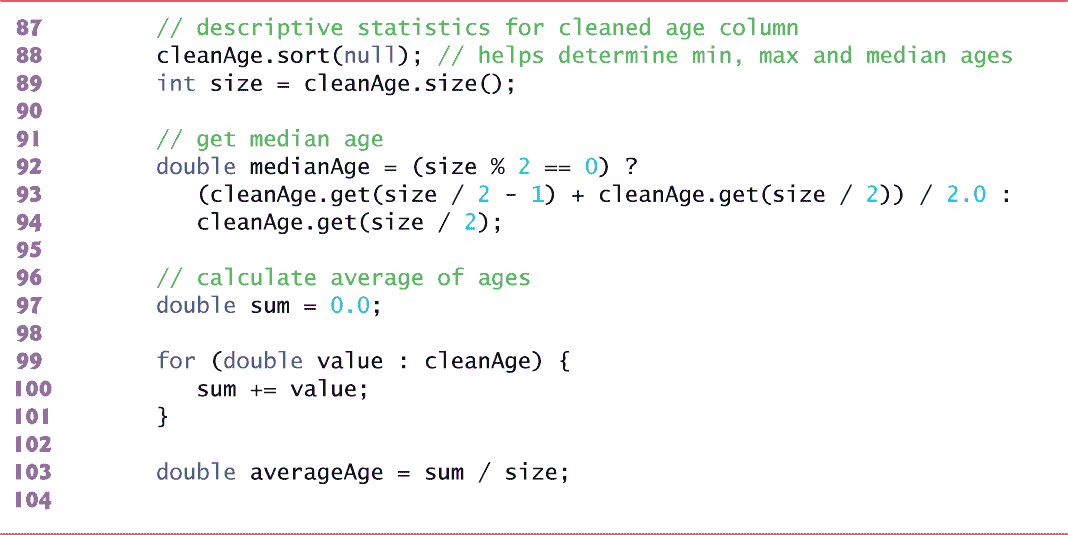 87 // descriptive statistics for cleaned age column
88 cleanAge.sort(null); // helps determine min, max and median ages
89 int size = cleanAge.size();
90
91 // get median age
92 double medianAge = (size % 2 == 0) ?
93 (cleanAge.get(size / 2 - 1) + cleanAge.get(size / 2)) / 2.0 :
94 cleanAge.get(size / 2);
95
96 // calculate average of ages
97 double sum = 0.0;
98
99 for (double value : cleanAge) {
100 sum += value;
101 }
102
103 double averageAge = sum / size;
104